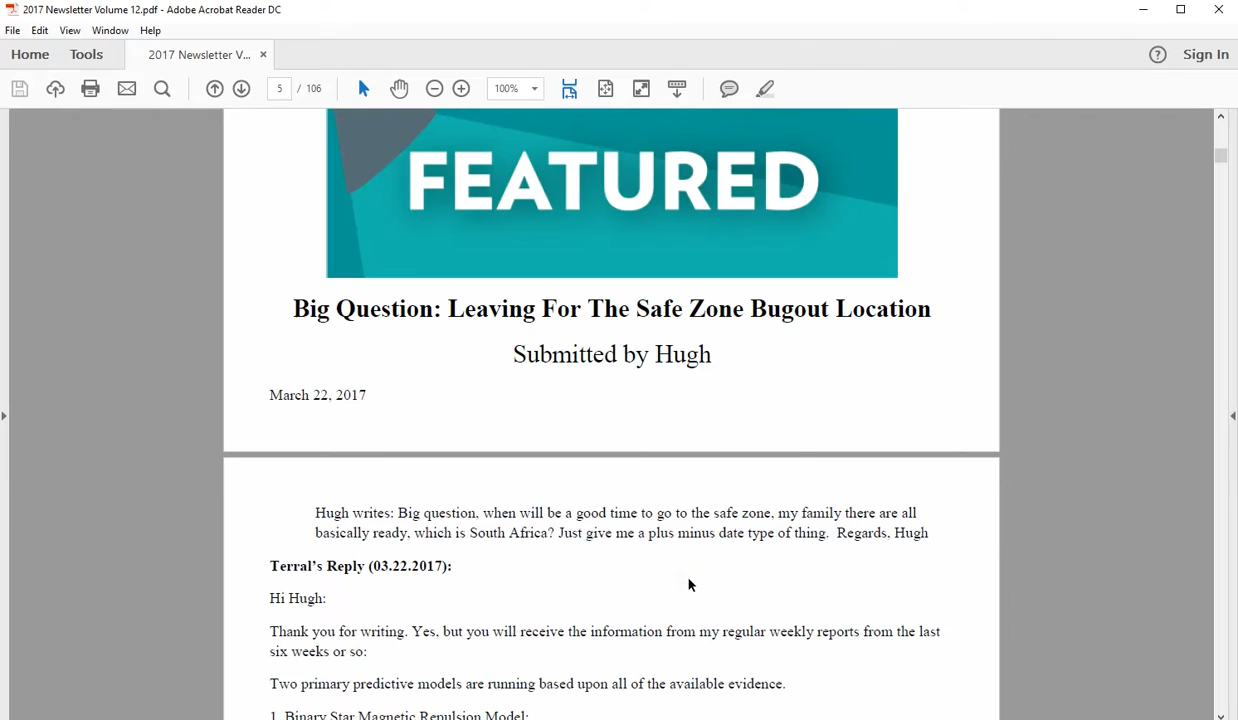 2017 Newsletter Volume 12.pdf - Adobe Acrobat Reader DC
File Edit View Window Help
Home Tools 2017 Newsletter V... × Sign In
5 / 106 100%
FEATURED
Big Question: Leaving For The Safe Zone Bugout Location
Submitted by Hugh
March 22, 2017
Hugh writes: Big question, when will be a good time to go to the safe zone, my family there are all
basically ready, which is South Africa? Just give me a plus minus date type of thing. Regards, Hugh
Terral's Reply (03.22.2017):
Hi Hugh:
Thank you for writing. Yes, but you will receive the information from my regular weekly reports from the last
six weeks or so:
Two primary predictive models are running based upon all of the available evidence.
1. Binary Star Magnetic Repulsion Model: